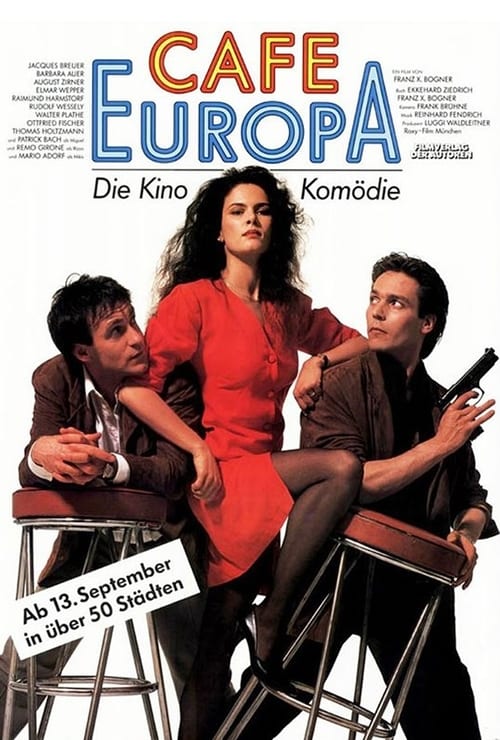 CAFE
EUROPA
JACQUES BREUER
BARBARA AUER
AUGUST ZIRNER
ELMAR WEPPER
RAIMUND HARMSTORF
RUDOLF WESSELY
WALTER PLATHE
OTTFRIED FISCHER
THOMAS HOLTZMANN
und PATRICK BACH als Miguel
und REMO GIRONE als Rizzo
und MARIO ADORF als Nikis
EIN FILM VON
FRANZ X. BOGNER
Buch EKKEHARD ZIEDRICH
FRANZ X. BOGNER
Kamera FRANK BRÜHNE
Musik REINHARD FENDRICH
Produzent LUGGI WALDLEITNER
Roxy-Film München
FILMVERLAG
DER AUTOREN
Die Kino Komödie
Ab 13. September
in über 50 Städten